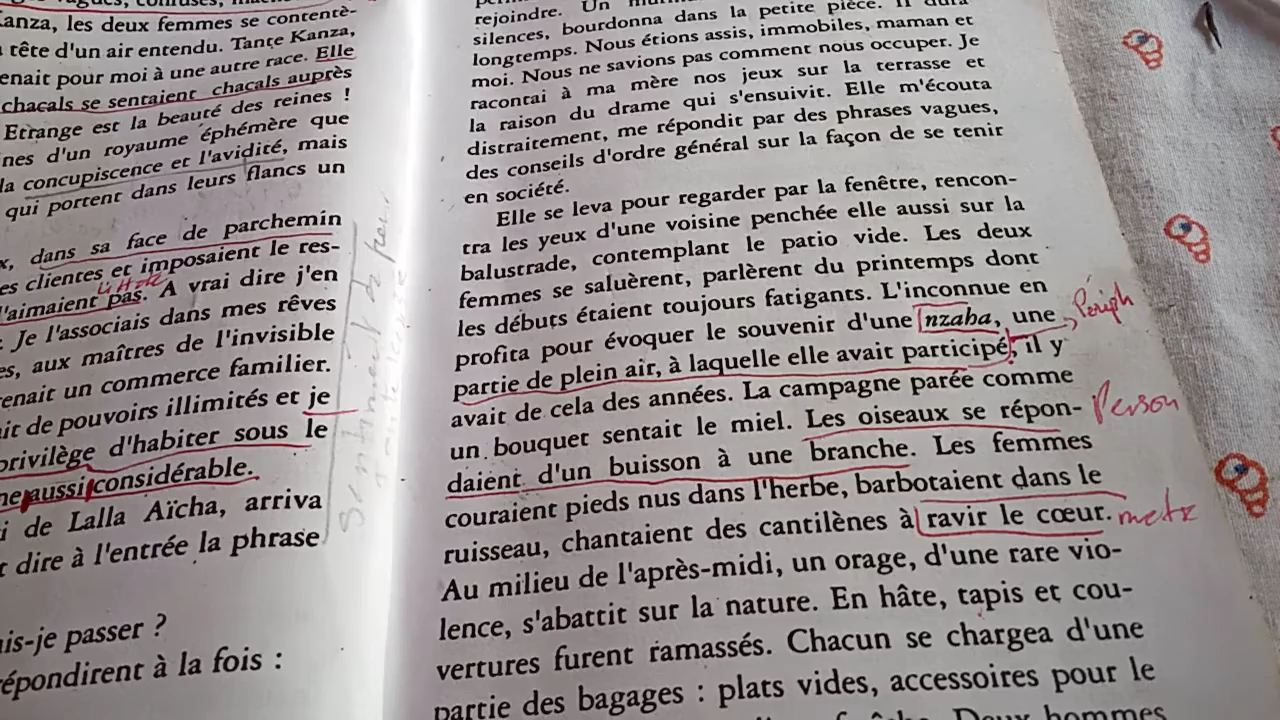 Kanza, les deux femmes se contentè-
tête d'un air entendu. Tante Kanza,
enait pour moi à une autre race. Elle
chacals se sentaient chacals auprès
Etrange est la beauté des reines !
nes d'un royaume éphémère que
la concupiscence et l'avidité, mais
qui portent dans leurs flancs un
x, dans sa face de parchemin
es clientes et imposaient le res-
l'aimaient pas. A vrai dire j'en
Je l'associais dans mes rêves
es, aux maîtres de l'invisible
enait un commerce familier.
ait de pouvoirs illimités et je
privilège d'habiter sous le
ne aussi considérable.
i de Lalla Aïcha, arriva
t dire à l'entrée la phrase
is-je passer ?
épondirent à la fois :
Sentiment de
rejoindre. Un
silences, bourdonna dans la petite pièce. Il dura
longtemps. Nous étions assis, immobiles, maman et
moi. Nous ne savions pas comment nous occuper. Je
racontai à ma mère nos jeux sur la terrasse et
la raison du drame qui s'ensuivit. Elle m'écouta
distraitement, me répondit par des phrases vagues,
des conseils d'ordre général sur la façon de se tenir
en société.
Elle se leva pour regarder par la fenêtre, rencon-
tra les yeux d'une voisine penchée elle aussi sur la
balustrade, contemplant le patio vide. Les deux
femmes se saluèrent, parlèrent du printemps dont
les débuts étaient toujours fatigants. L'inconnue en
profita pour évoquer le souvenir d'une nzaha, une Périph
partie de plein air, à laquelle elle avait participé, il y
avait de cela des années. La campagne parée comme
un bouquet sentait le miel. Les oiseaux se répon- Person
daient d'un buisson à une branche. Les femmes
couraient pieds nus dans l'herbe, barbotaient dans le
ruisseau, chantaient des cantilènes à ravir le cœur.
Au milieu de l'après-midi, un orage, d'une rare vio-
lence, s'abattit sur la nature. En hâte, tapis et cou-
vertures furent ramassés. Chacun se chargea d'une
partie des bagages : plats vides, accessoires pour le
Deux hommes